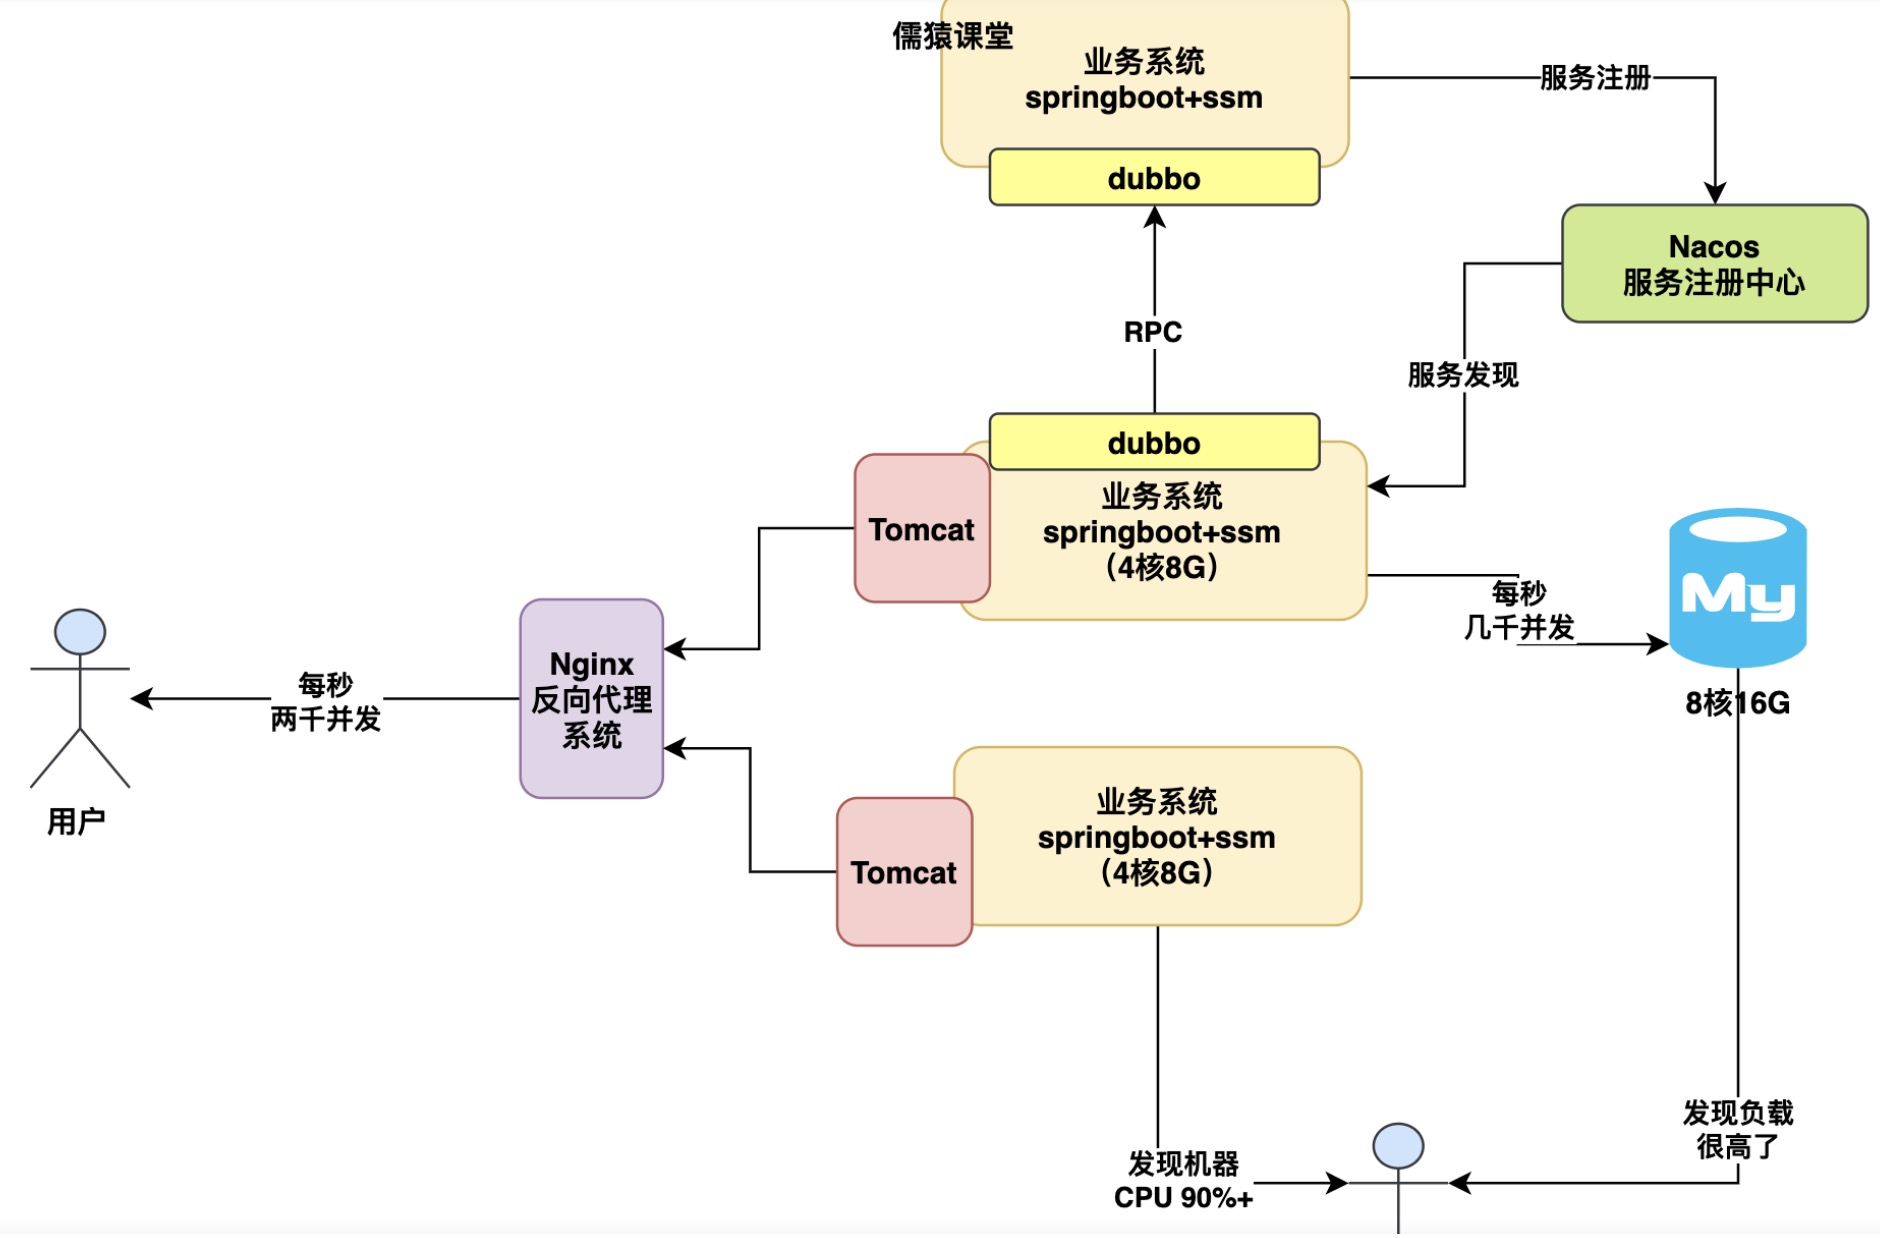 儒猿课堂
业务系统
springboot+ssm
服务注册
dubbo
Nacos
服务注册中心
RPC
服务发现
dubbo
Tomcat
业务系统
springboot+ssm
（4核8G）
每秒
几千并发
My
8核16G
Nginx
反向代理
系统
每秒
两千并发
用户
Tomcat
业务系统
springboot+ssm
（4核8G）
发现负载
很高了
发现机器
CPU 90%+